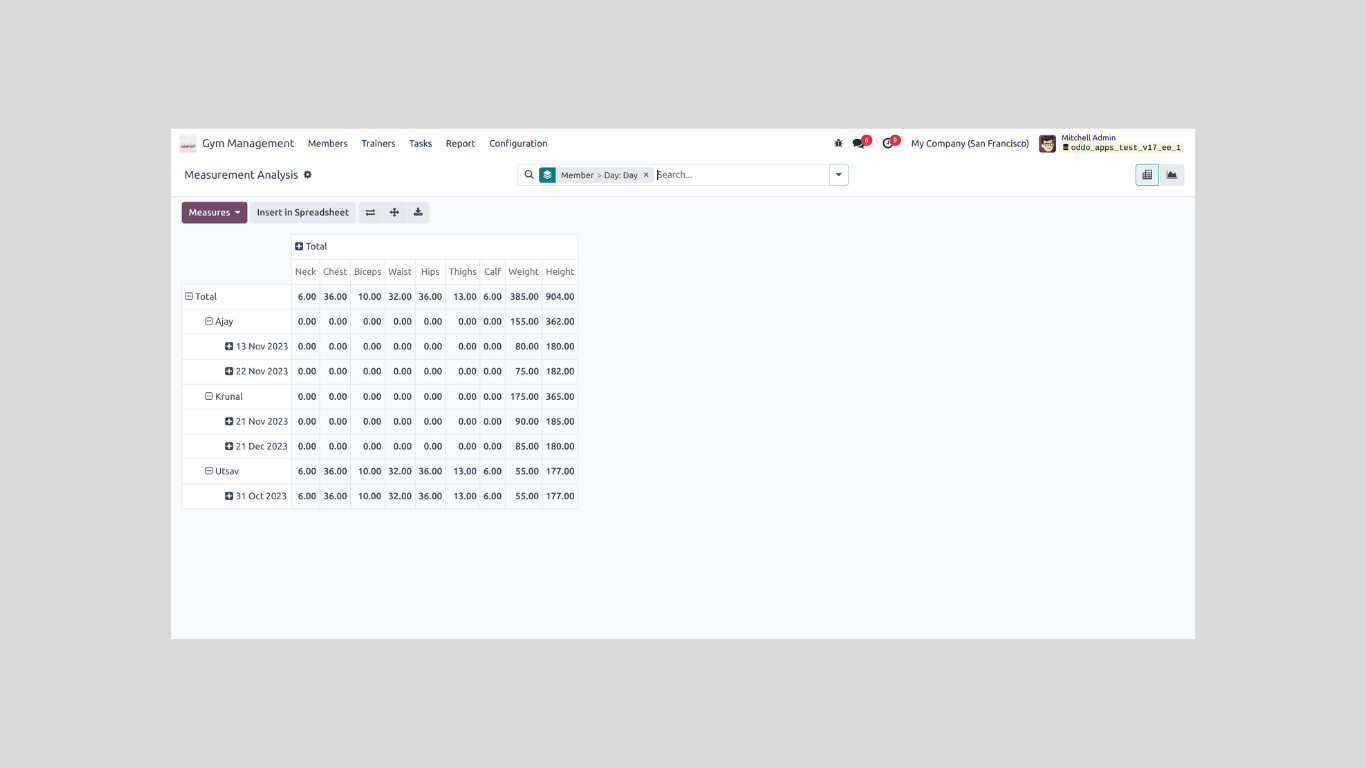 Gym Management Members Trainers Tasks Report Configuration 6 9 My Company (San Francisco) Mitchell Admin
oddo_apps_test_v17_ee_1
Measurement Analysis Member > Day: Day × Search...
Measures Insert in Spreadsheet
Total
Neck Chest Biceps Waist Hips Thighs Calf Weight Height
Total 6.00 36.00 10.00 32.00 36.00 13.00 6.00 385.00 904.00
Ajay 0.00 0.00 0.00 0.00 0.00 0.00 0.00 155.00 362.00
13 Nov 2023 0.00 0.00 0.00 0.00 0.00 0.00 0.00 80.00 180.00
22 Nov 2023 0.00 0.00 0.00 0.00 0.00 0.00 0.00 75.00 182.00
Krunal 0.00 0.00 0.00 0.00 0.00 0.00 0.00 175.00 365.00
21 Nov 2023 0.00 0.00 0.00 0.00 0.00 0.00 0.00 90.00 185.00
21 Dec 2023 0.00 0.00 0.00 0.00 0.00 0.00 0.00 85.00 180.00
Utsav 6.00 36.00 10.00 32.00 36.00 13.00 6.00 55.00 177.00
31 Oct 2023 6.00 36.00 10.00 32.00 36.00 13.00 6.00 55.00 177.00